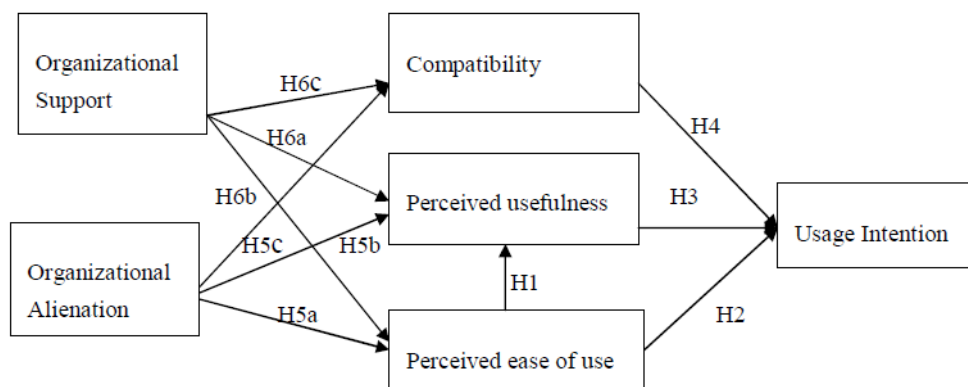 Organizational
Support
Compatibility
H6c
H6a
H4
H6b
Perceived usefulness
H3
Usage Intention
H5c
H5b
Organizational
Alienation
H1
H5a
H2
Perceived ease of use